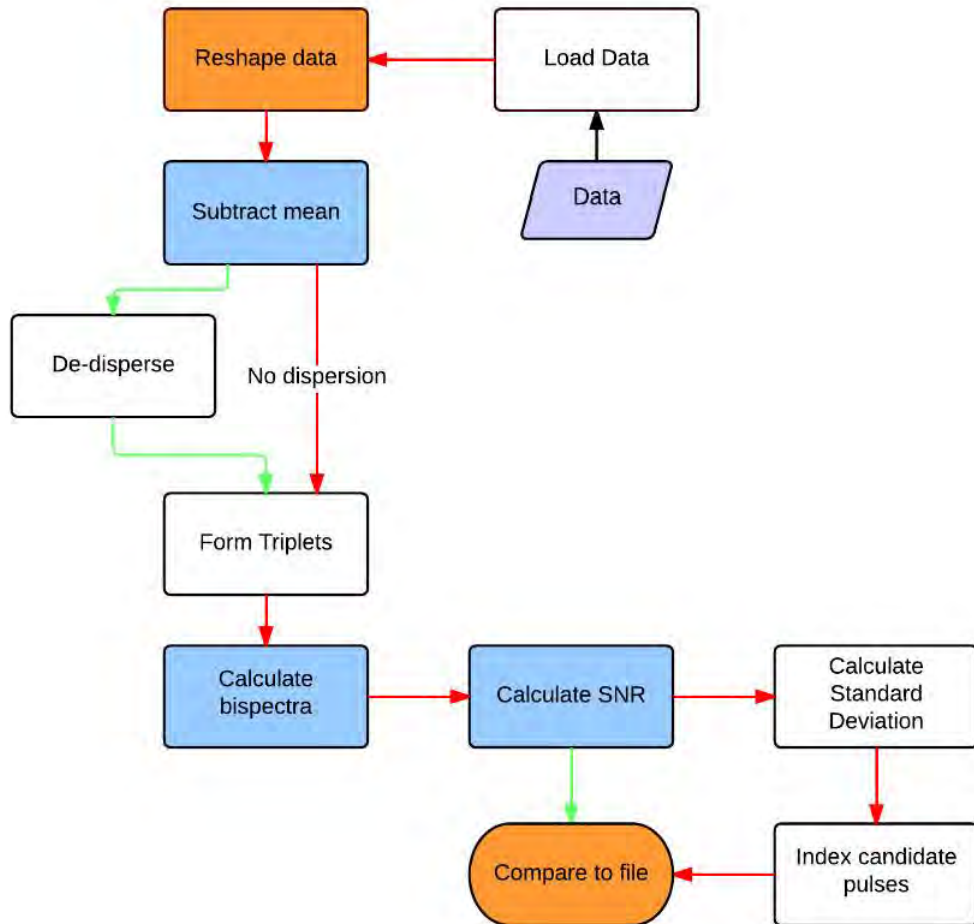 Reshape data
Load Data
Subtract mean
Data
De-disperse
No dispersion
Form Triplets
Calculate
bispectra
Calculate SNR
Calculate
Standard
Deviation
Compare to file
Index candidate
pulses